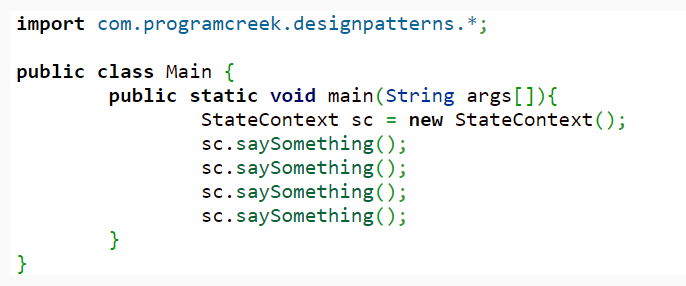 import com.programcreek.designpatterns.*;
public class Main {
public static void main(String args[]){
StateContext sc = new StateContext();
sc.saySomething();
sc.saySomething();
sc.saySomething();
sc.saySomething();
}
}